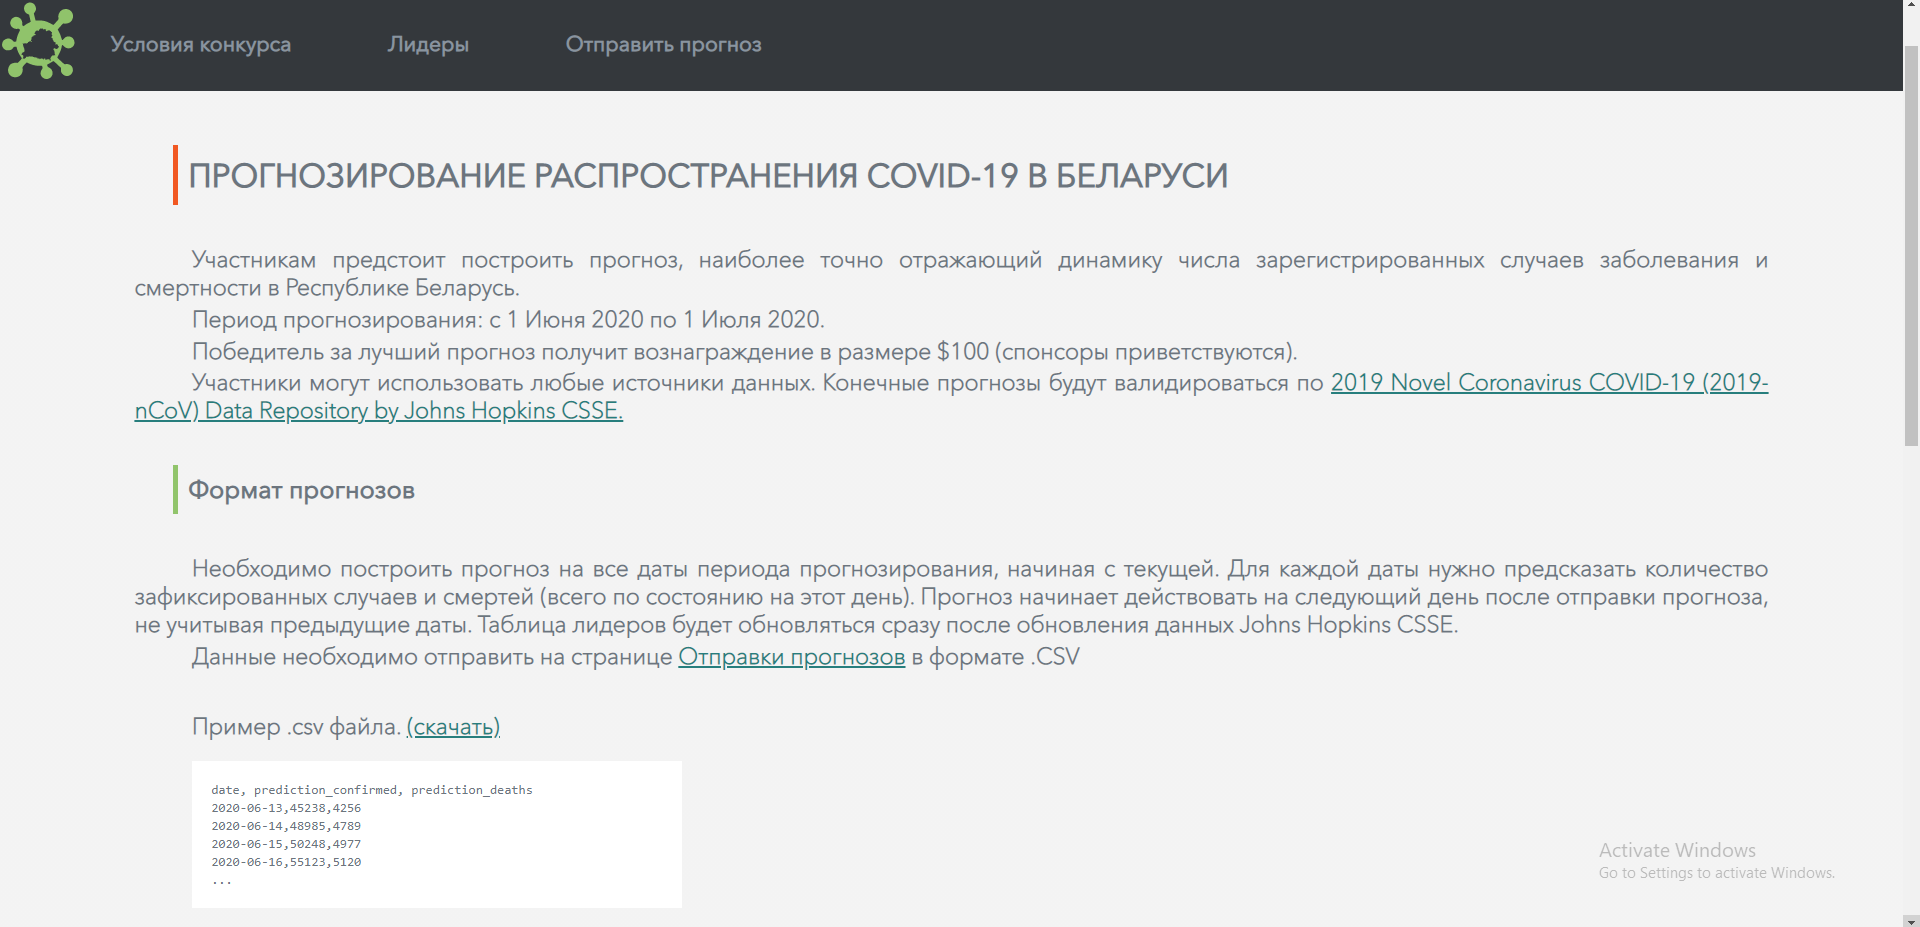 Условия конкурса Лидеры Отправить прогноз
ПРОГНОЗИРОВАНИЕ РАСПРОСТРАНЕНИЯ COVID-19 В БЕЛАРУСИ
Участникам предстоит построить прогноз, наиболее точно отражающий динамику числа зарегистрированных случаев заболевания и
смертности в Республике Беларусь.
Период прогнозирования: с 1 Июня 2020 по 1 Июля 2020.
Победитель за лучший прогноз получит вознаграждение в размере $100 (спонсоры приветствуются).
Участники могут использовать любые источники данных. Конечные прогнозы будут валидироваться по 2019 Novel Coronavirus COVID-19 (2019-
nCoV) Data Repository by Johns Hopkins CSSE.
Формат прогнозов
Необходимо построить прогноз на все даты периода прогнозирования, начиная с текущей. Для каждой даты нужно предсказать количество
зафиксированных случаев и смертей (всего по состоянию на этот день). Прогноз начинает действовать на следующий день после отправки прогноза,
не учитывая предыдущие даты. Таблица лидеров будет обновляться сразу после обновления данных Johns Hopkins CSSE.
Данные необходимо отправить на странице Отправки прогнозов в формате .CSV
Пример .csv файла. (скачать)
date, prediction_confirmed, prediction_deaths
2020-06-13,45238,4256
2020-06-14,48985,4789
2020-06-15,50248,4977
2020-06-16,55123,5120
...
Activate Windows
Go to Settings to activate Windows.